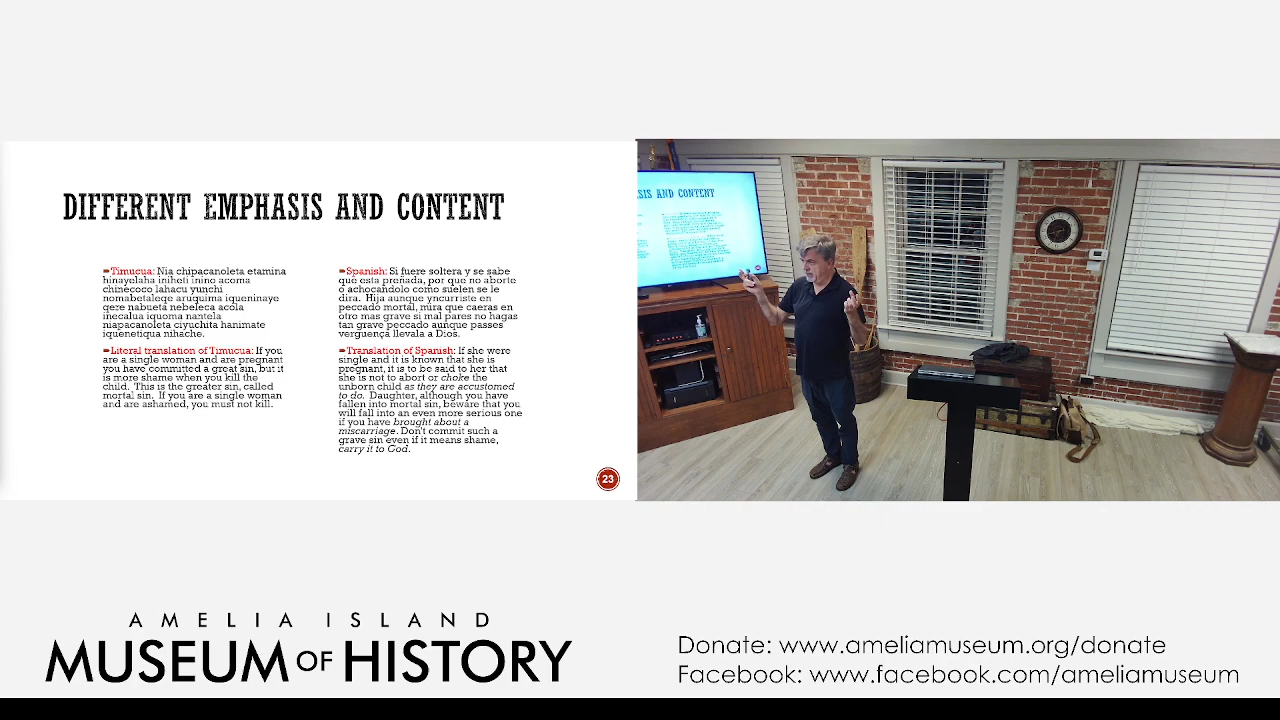 DIFFERENT EMPHASIS AND CONTENT
Timucua: Nia chipacanoleta etamina
hinayelaha iniheti inino acoma
chinecoco lahacu yunchi
nomabetaleqe aruquima iqueninaye
qere nabueta nebeleca acola
inecalua iquoma nantela
mapacanoleta ciyuchita hanimate
iquenetiqua nihache.
Literal translation of Timucua: If you
are a single woman and are pregnant
you have committed a great sin, but it
is more shame when you kill the
child. This is the greater sin, called
mortal sin. If you are a single woman
and are ashamed, you must not kill.
Spanish: Si fuere soltera y se sabe
que esta preñada, por que no aborte
o achocandolo como suelen se le
dira. Hija aunque yncurriste en
peccado mortal, mira que caeras en
otro mas grave si mal pares no hagas
tan grave peccado aunque passes
verguença llevala a Dios.
Translation of Spanish: If she were
single and it is known that she is
pregnant, it is to be said to her that
she is not to abort or choke the
unborn child as they are accustomed
to do. Daughter, although you have
fallen into mortal sin, beware that you
will fall into an even more serious one
if you have brought about a
miscarriage. Don't commit such a
grave sin even if it means shame,
carry it to God.
23
SIS AND CONTENT
AMELIA ISLAND
MUSEUM OF HISTORY
Donate: www.ameliamuseum.org/donate
Facebook: www.facebook.com/ameliamuseum